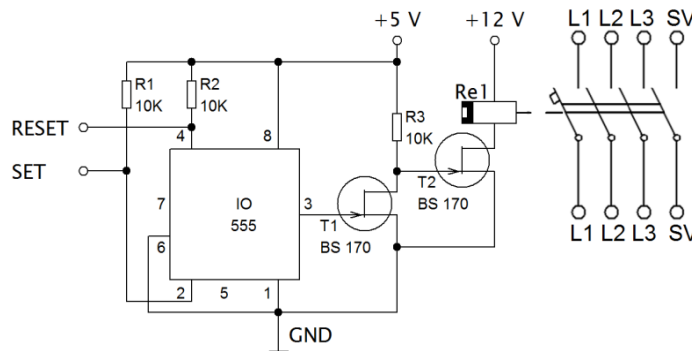 +5 V
+12 V
L1 L2 L3 SV
R1
10K
R2
10K
Re1
RESET
4
8
R3
10K
SET
T2
BS 170
7
IO
555
3
6
T1
BS 170
2
5
1
L1 L2 L3 SV
GND